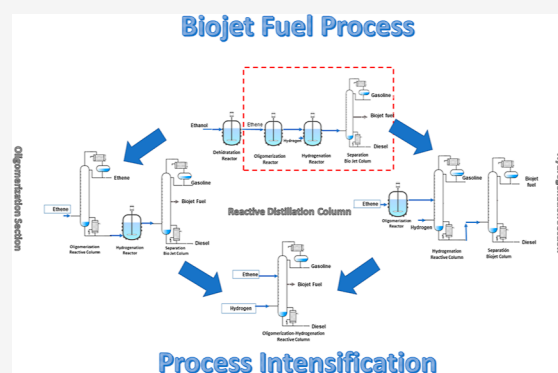 Biojet Fuel Process
Gasoline
Ethanol
Ethene
Biojet fuel
Hydrogen
Dehidratation
Reactor
Oligomerization
Reactor
Hydrogenation
Reactor
Diesel
Separation
Bio Jet Colum
Oligomerization Section
Ethene
Gasoline
Biojet Fuel
Ethene
Diesel
Oligomerization
Reactive Column
Hydrogenation
Reactor
Separation
Biojet Colum
Reactive Distillation Column
Gasoline
Biojet
fuel
Ethene
Oligomerization
Reactor
Hydrogen
Diesel
Hydrogenation
Reactive Column
Separation
Biojet Colum
Ethene
Gasoline
Biojet Fuel
Hydrogen
Diesel
Oligomerization-Hydrogenation
Reactive Column
Process Intensification